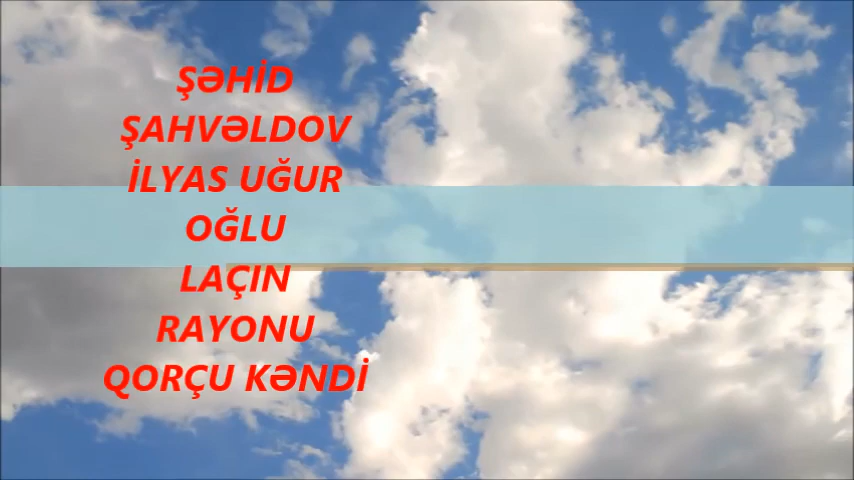 ŞƏHİD
ŞAHVƏLDOV
İLYAS UĞUR
OĞLU
LAÇIN
RAYONU
QORÇU KƏNDİ